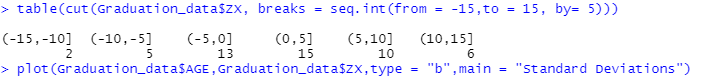 > table(cut(Graduation_data$ZX, breaks = seq.int(from = -15,to = 15, by= 5)))
(-15,-10]  (-10,-5]    (-5,0]     (0,5]    (5,10]   (10,15]
        2         5        13        15        10         6
> plot(Graduation_data$AGE,Graduation_data$ZX,type = "b",main = "Standard Deviations")